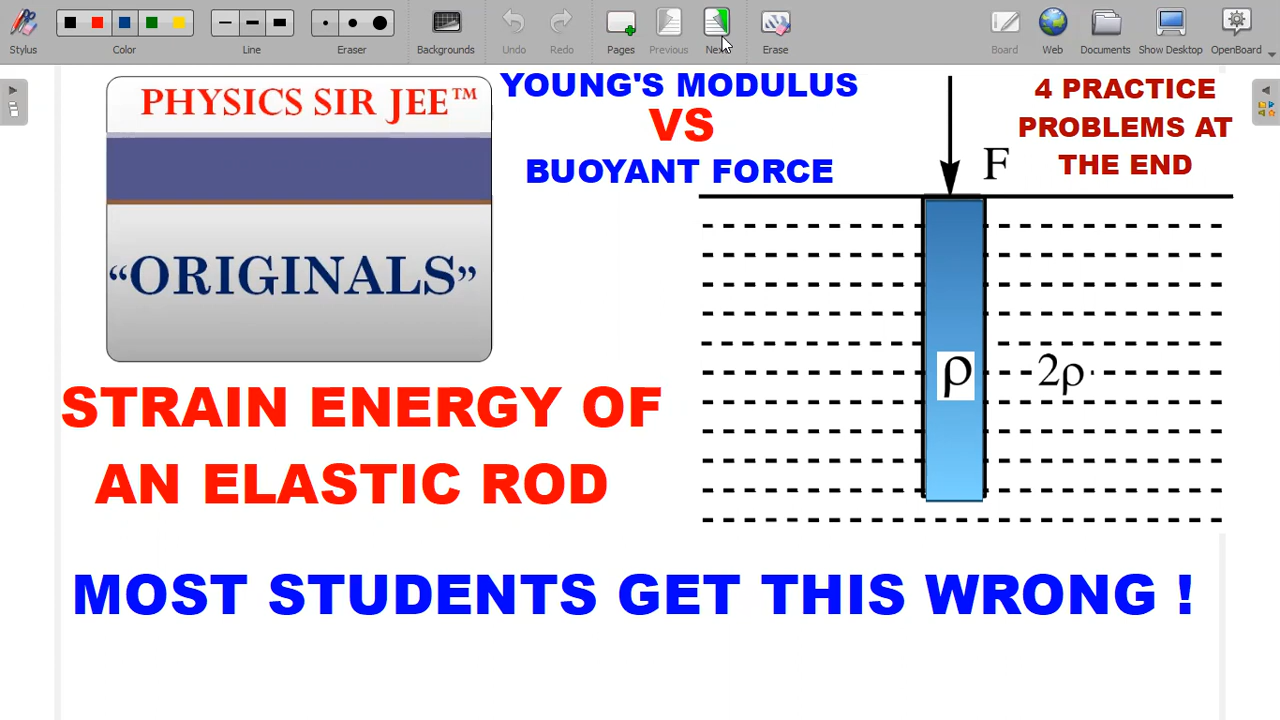 Stylus
Color
Line
Eraser
Backgrounds
Undo
Redo
Pages
Previous
Next
Erase
Board
Web
Documents
Show Desktop
OpenBoard
PHYSICS SIR JEE™
“ORIGINALS”
YOUNG'S MODULUS
VS
BUOYANT FORCE
4 PRACTICE
PROBLEMS AT
THE END
F
ρ
2ρ
STRAIN ENERGY OF
AN ELASTIC ROD
MOST STUDENTS GET THIS WRONG !